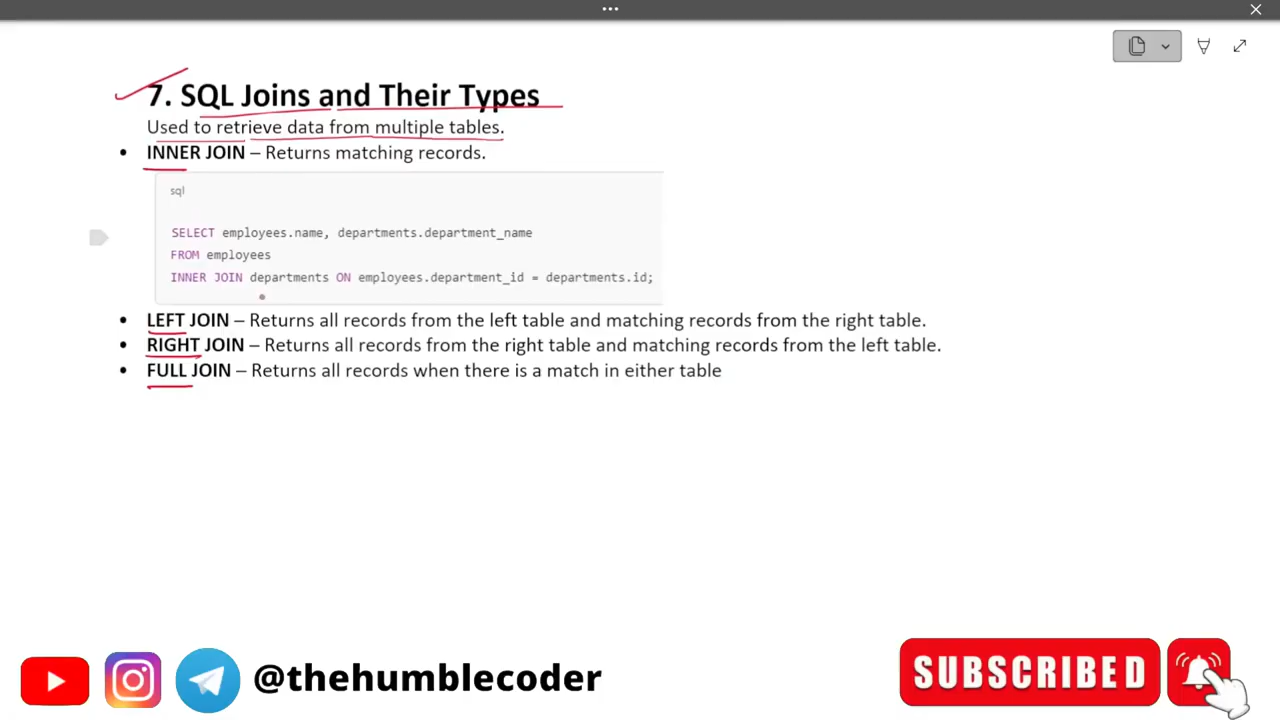 7. SQL Joins and Their Types
Used to retrieve data from multiple tables.
• INNER JOIN – Returns matching records.
sql
SELECT employees.name, departments.department_name
FROM employees
INNER JOIN departments ON employees.department_id = departments.id;
• LEFT JOIN – Returns all records from the left table and matching records from the right table.
• RIGHT JOIN – Returns all records from the right table and matching records from the left table.
• FULL JOIN – Returns all records when there is a match in either table
@thehumblecoder
SUBSCRIBED